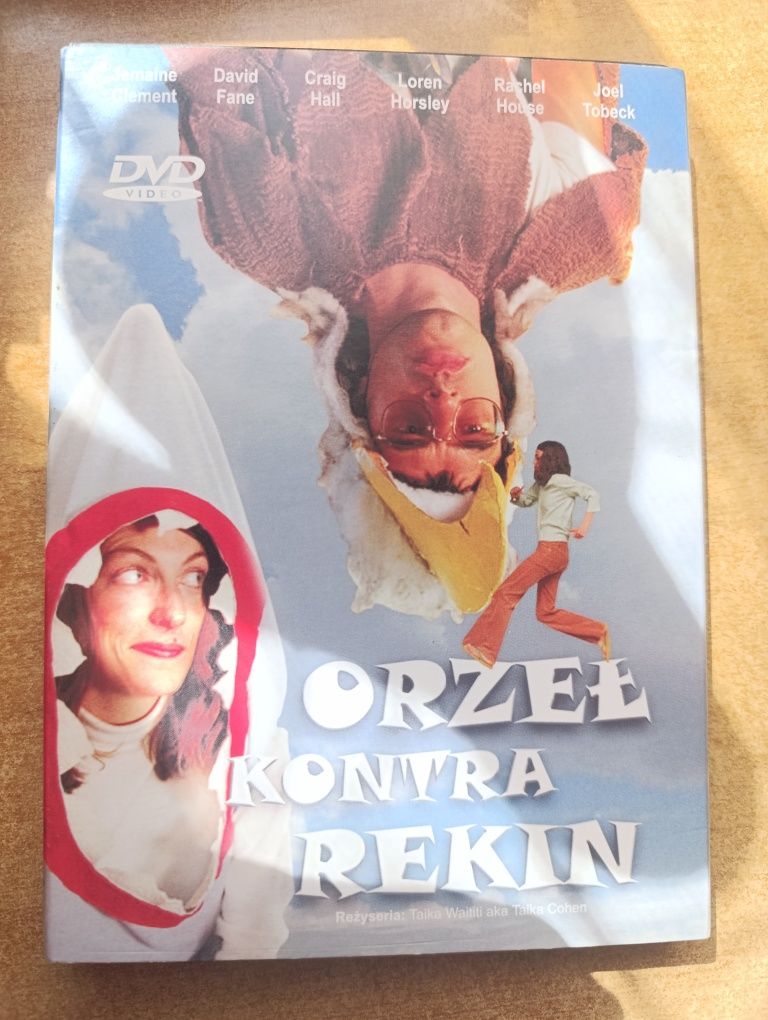 Jemaine Clement
David Fane
Craig Hall
Loren Horsley
Rachel House
Joel Tobeck
DVD
VIDEO
ORZEŁ
KONTRA
REKIN
Reżyseria: Taika Waititi aka Taika Cohen